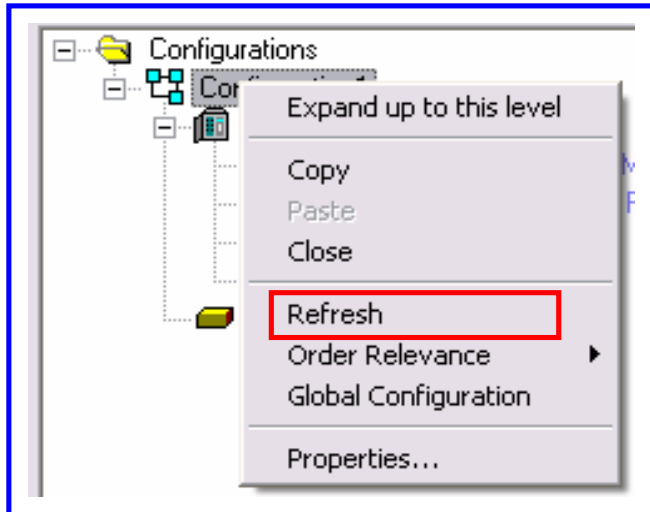 Configurations
Expand up to this level
Copy
Paste
Close
Refresh
Order Relevance
Global Configuration
Properties...